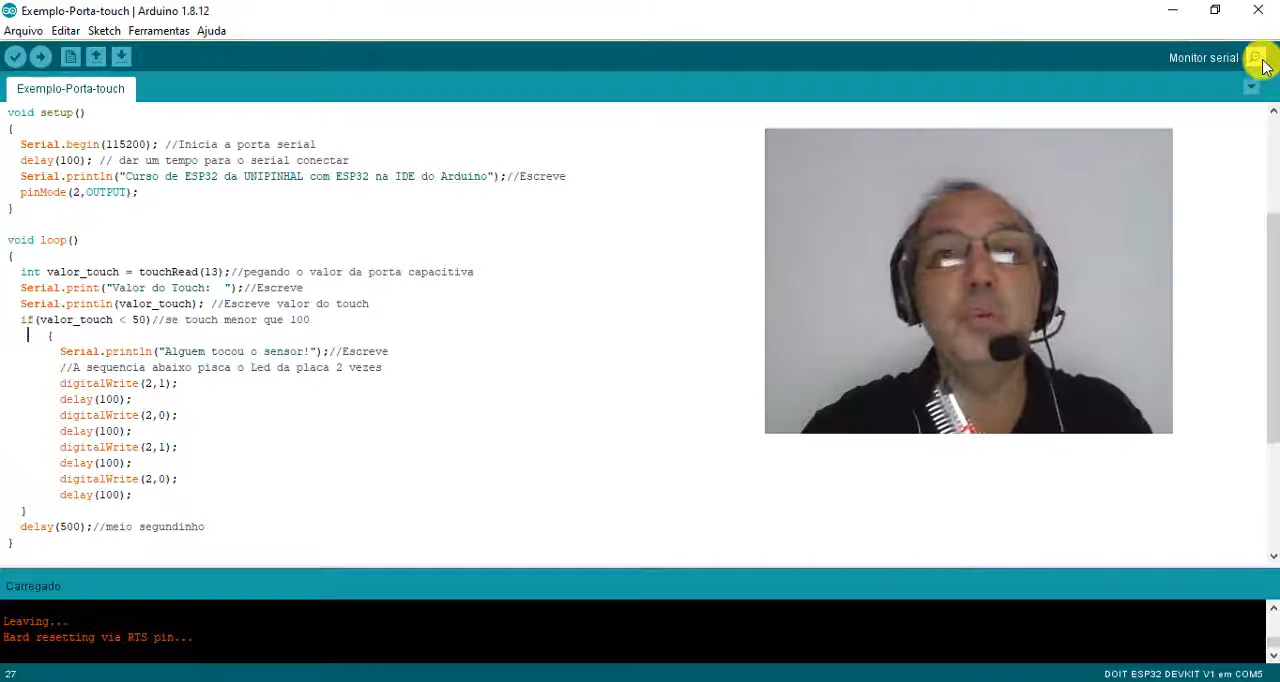 Exemplo-Porta-touch | Arduino 1.8.12
Arquivo Editar Sketch Ferramentas Ajuda
Monitor serial
Exemplo-Porta-touch
void setup()
{
Serial.begin(115200); //Inicia a porta serial
delay(100); // dar um tempo para o serial conectar
Serial.println("Curso de ESP32 da UNIPINHAL com ESP32 na IDE do Arduino");//Escreve
pinMode(2,OUTPUT);
}
void loop()
{
int valor_touch = touchRead(13);//pegando o valor da porta capacitiva
Serial.print("Valor do Touch:  ");//Escreve
Serial.println(valor_touch); //Escreve valor do touch
if(valor_touch < 50)//se touch menor que 100
{
Serial.println("Alguem tocou o sensor!");//Escreve
//A sequencia abaixo pisca o Led da placa 2 vezes
digitalWrite(2,1);
delay(100);
digitalWrite(2,0);
delay(100);
digitalWrite(2,1);
delay(100);
digitalWrite(2,0);
delay(100);
}
delay(500);//meio segundinho
}
Carregado.
Leaving...
Hard resetting via RTS pin...
27
DOIT ESP32 DEVKIT V1 em COM5